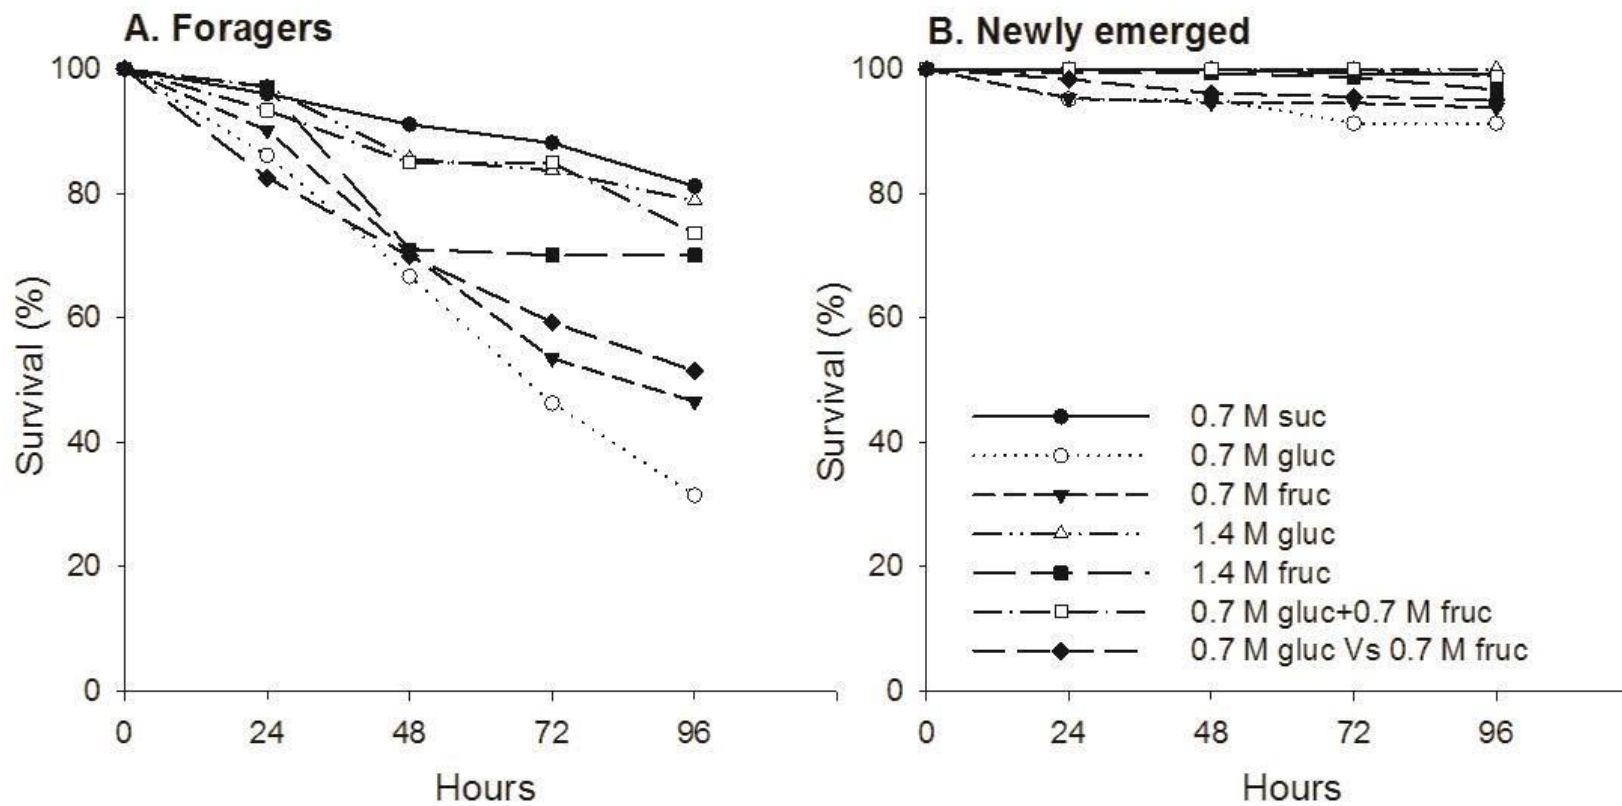 A. Foragers
100
80
60
40
20
0
Survival (%)
0 24 48 72 96
Hours
B. Newly emerged
100
80
60
40
20
0
Survival (%)
0.7 M suc
0.7 M gluc
0.7 M fruc
1.4 M gluc
1.4 M fruc
0.7 M gluc+0.7 M fruc
0.7 M gluc Vs 0.7 M fruc
0 24 48 72 96
Hours